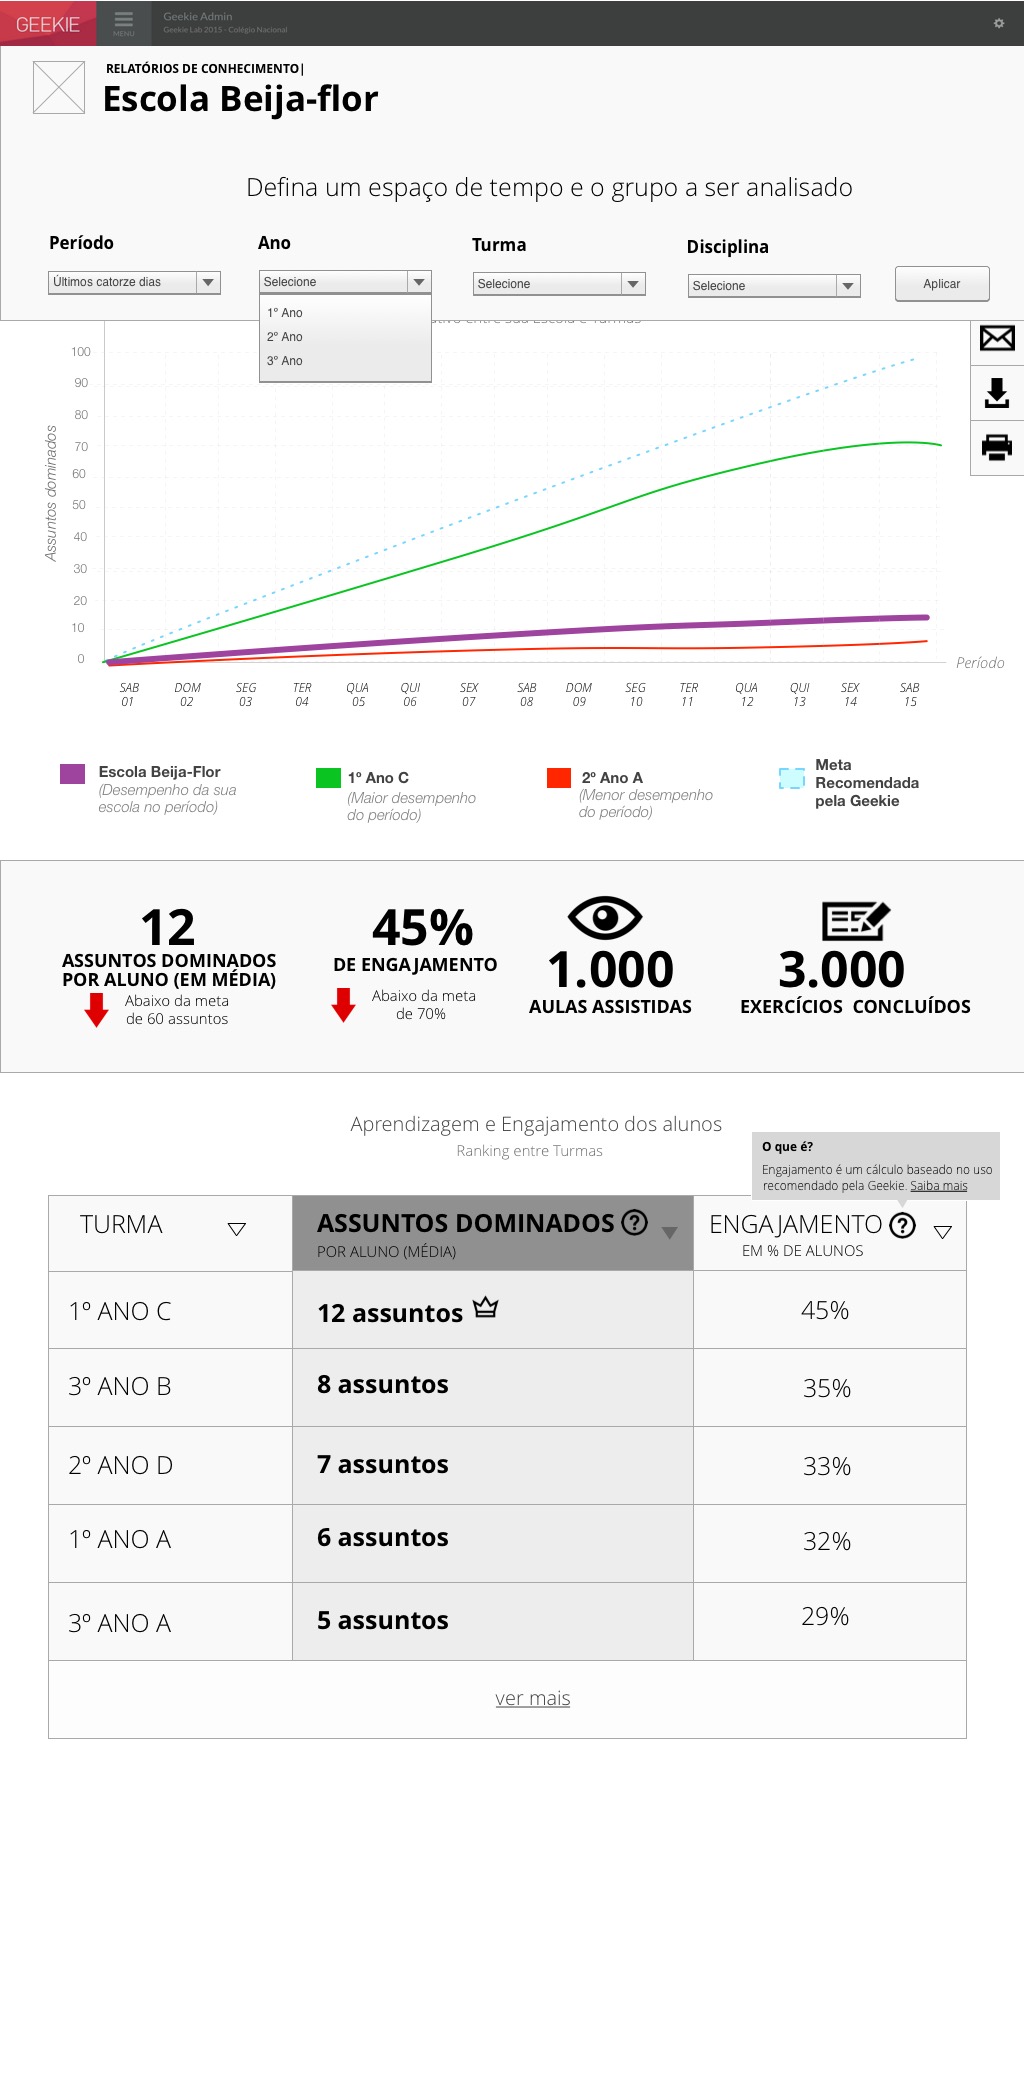 GEEKIE
MENU
Geekie Admin
Geekie Lab 2015 - Colégio Nacional
RELATÓRIOS DE CONHECIMENTO|
Escola Beija-flor
Defina um espaço de tempo e o grupo a ser analisado
Período
Ano
Turma
Disciplina
Últimos catorze dias
Selecione
Selecione
Selecione
Aplicar
1º Ano
2º Ano
3º Ano
entre sua Escola e Turmas
Assuntos dominados
100
90
80
70
60
50
40
30
20
10
0
Período
SAB 01
DOM 02
SEG 03
TER 04
QUA 05
QUI 06
SEX 07
SAB 08
DOM 09
SEG 10
TER 11
QUA 12
QUI 13
SEX 14
SAB 15
Escola Beija-Flor
(Desempenho da sua
escola no período)
1º Ano C
(Maior desempenho
do período)
2º Ano A
(Menor desempenho
do período)
Meta
Recomendada
pela Geekie
12
ASSUNTOS DOMINADOS
POR ALUNO (EM MÉDIA)
Abaixo da meta
de 60 assuntos
45%
DE ENGAJAMENTO
Abaixo da meta
de 70%
1.000
AULAS ASSISTIDAS
3.000
EXERCÍCIOS CONCLUÍDOS
Aprendizagem e Engajamento dos alunos
Ranking entre Turmas
O que é?
Engajamento é um cálculo baseado no uso
recomendado pela Geekie. Saiba mais
TURMA
ASSUNTOS DOMINADOS ?
POR ALUNO (MÉDIA)
ENGAJAMENTO ?
EM % DE ALUNOS
1º ANO C
12 assuntos
45%
3º ANO B
8 assuntos
35%
2º ANO D
7 assuntos
33%
1º ANO A
6 assuntos
32%
3º ANO A
5 assuntos
29%
ver mais